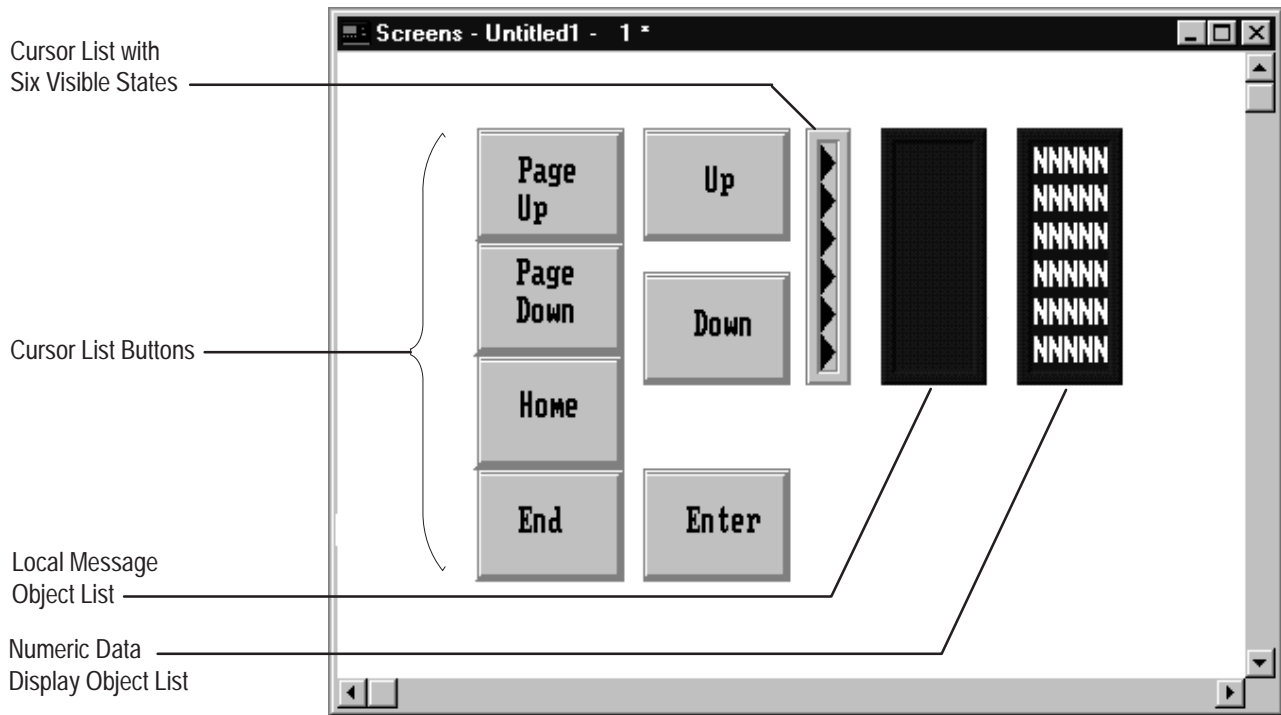 Screens - Untitled1 - 1 *
Cursor List with
Six Visible States
Cursor List Buttons
Local Message
Object List
Numeric Data
Display Object List
Page
Up
Page
Down
Home
End
Up
Down
Enter
NNNNN
NNNNN
NNNNN
NNNNN
NNNNN
NNNNN